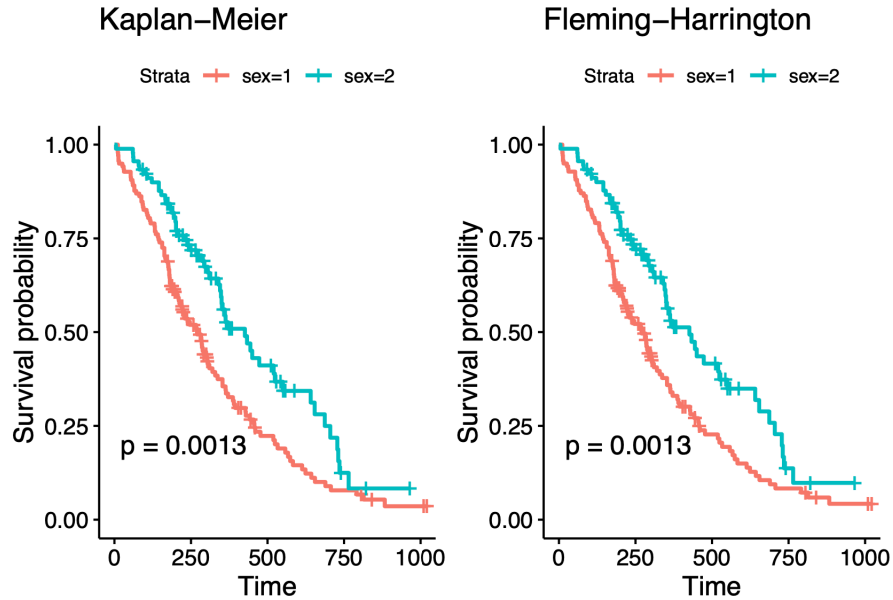 Kaplan−Meier
Strata sex=1 sex=2
1.00
0.75
0.50
0.25
0.00
Survival probability
p = 0.0013
0 250 500 750 1000
Time
Fleming−Harrington
Strata sex=1 sex=2
1.00
0.75
0.50
0.25
0.00
Survival probability
p = 0.0013
0 250 500 750 1000
Time